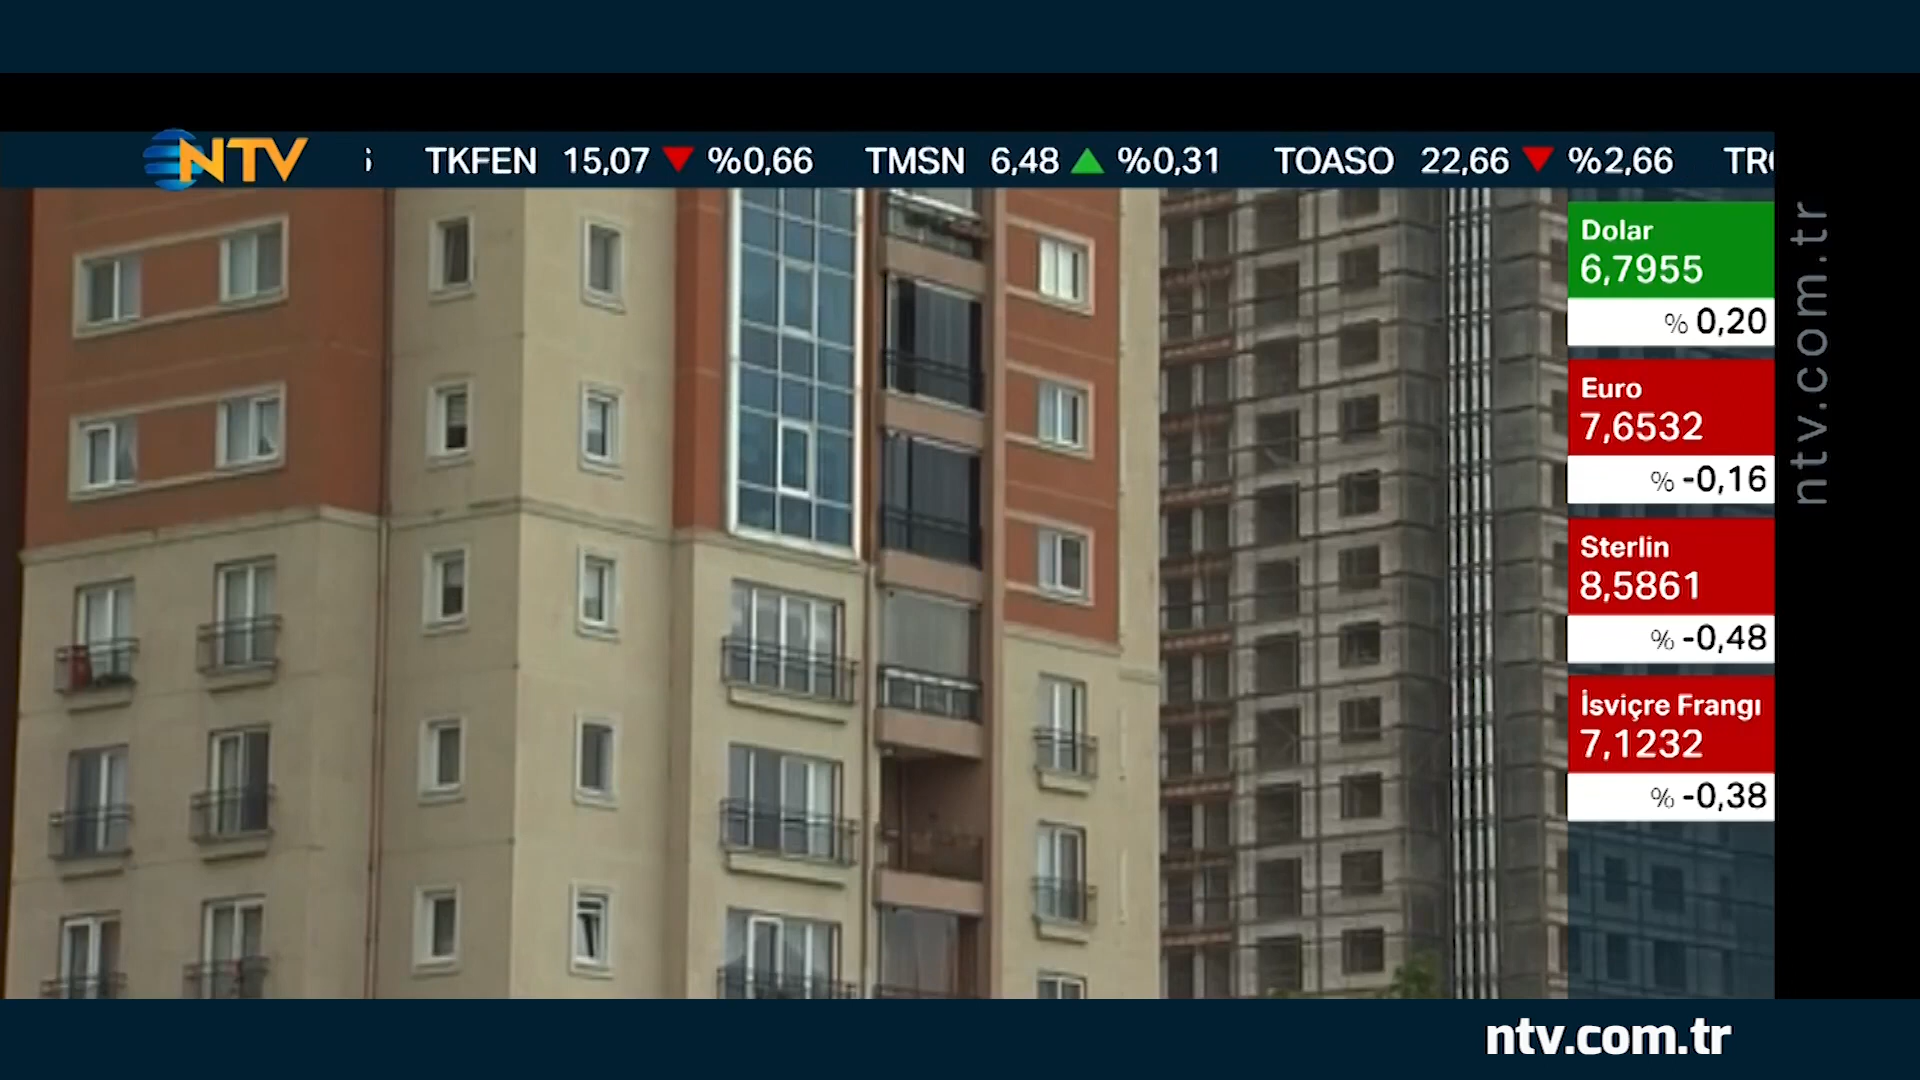 NTV TKFEN 15,07 %0,66 TMSN 6,48 %0,31 TOASO 22,66 %2,66
Dolar
6,7955
% 0,20
Euro
7,6532
% -0,16
Sterlin
8,5861
% -0,48
İsviçre Frangı
7,1232
% -0,38
ntv.com.tr
ntv.com.tr